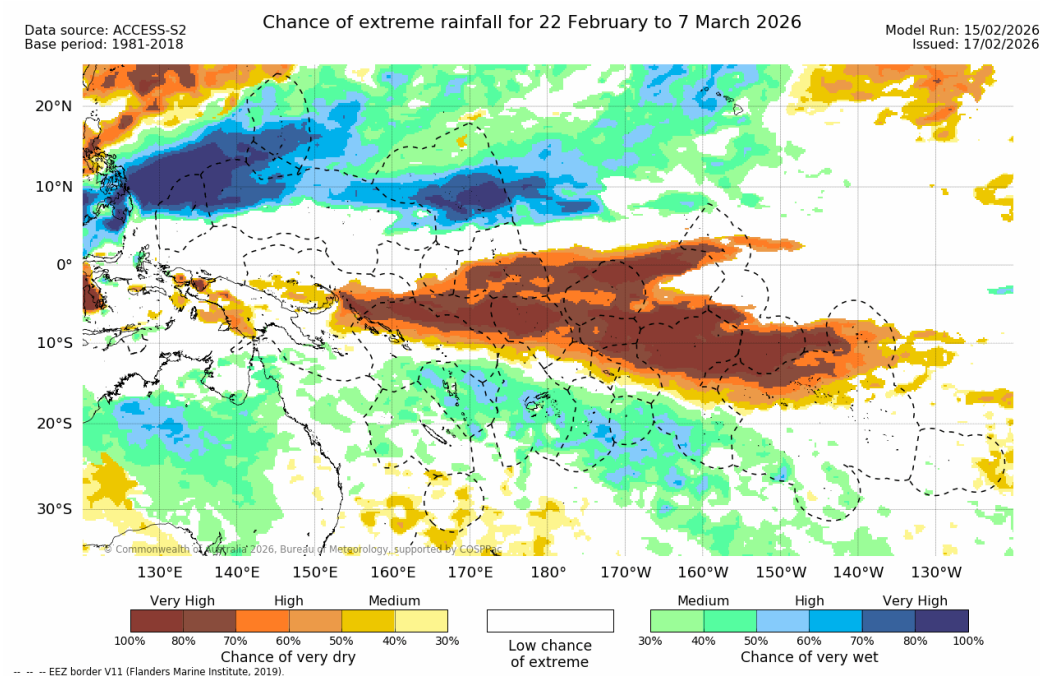 Chance of extreme rainfall for 22 February to 7 March 2026
Data source: ACCESS-S2
Base period: 1981-2018
Model Run: 15/02/2026
Issued: 17/02/2026
20°N
10°N
0°
10°S
20°S
30°S
© Commonwealth of Australia 2026, Bureau of Meteorology, supported by COSPPac
130°E 140°E 150°E 160°E 170°E 180° 170°W 160°W 150°W 140°W 130°W
Very High High Medium
100% 80% 70% 60% 50% 40% 30%
Chance of very dry
Low chance
of extreme
Medium High Very High
30% 40% 50% 60% 70% 80% 100%
Chance of very wet
-- -- -- EEZ border V11 (Flanders Marine Institute, 2019).